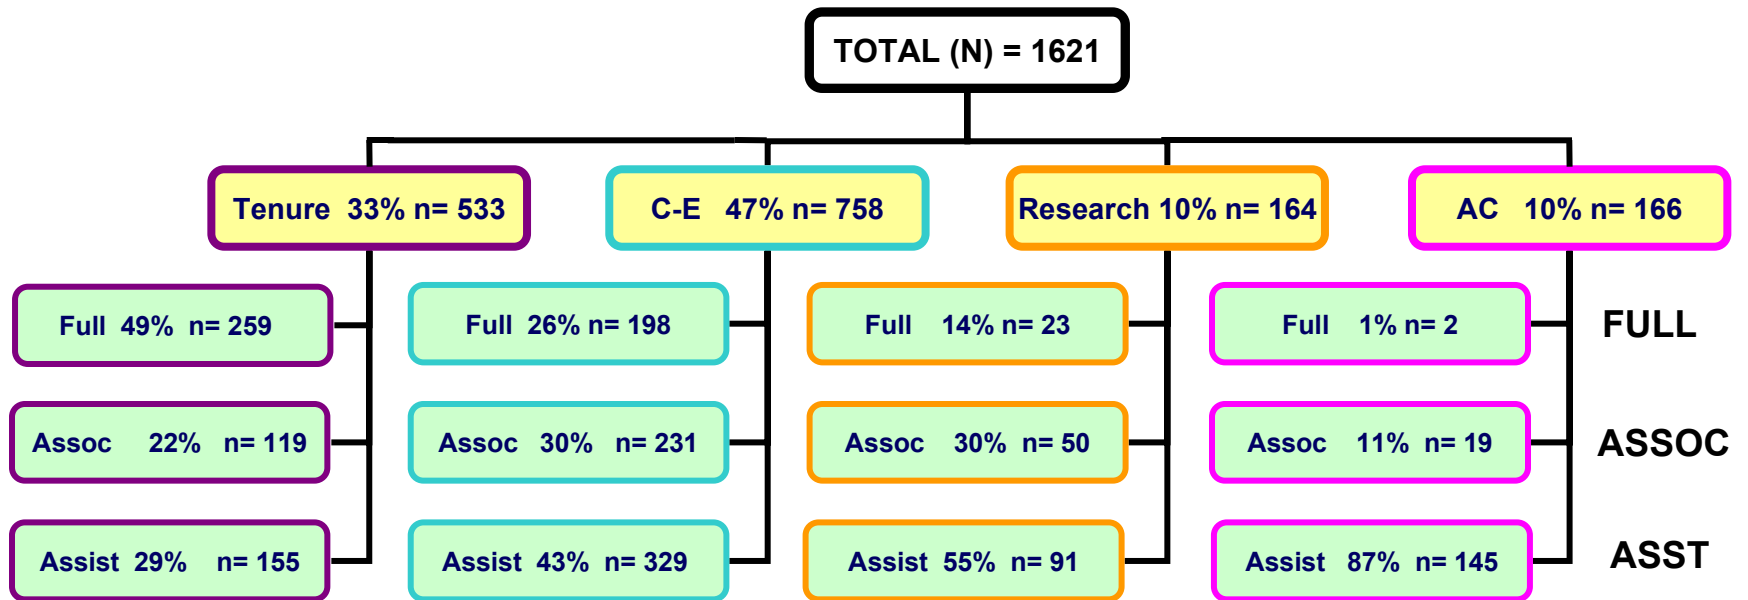 TOTAL (N) = 1621
Tenure 33% n= 533
C-E 47% n= 758
Research 10% n= 164
AC 10% n= 166
Full 49% n= 259
Full 26% n= 198
Full 14% n= 23
Full 1% n= 2
FULL
Assoc 22% n= 119
Assoc 30% n= 231
Assoc 30% n= 50
Assoc 11% n= 19
ASSOC
Assist 29% n= 155
Assist 43% n= 329
Assist 55% n= 91
Assist 87% n= 145
ASST